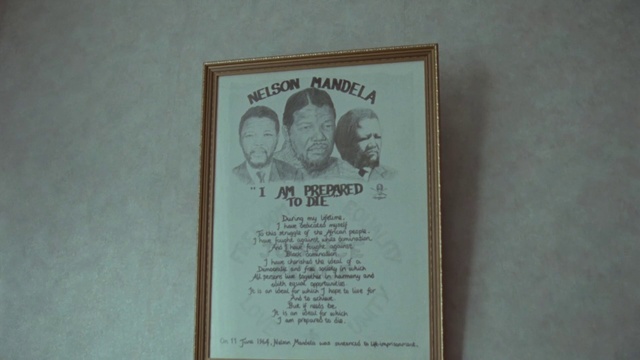 NELSON MANDELA
"I AM PREPARED
TO DIE
During my lifetime,
I have dedicated myself
To this struggle of the African people.
I have fought against white domination,
And I have fought against
Black domination.
I have cherished the ideal of a
Democratic and free society in which
All persons live together in harmony and
with equal opportunities.
It is an ideal for which I hope to live for
And to achieve.
But if needs be,
It is an ideal for which
I am prepared to die.
On 11 June 1964, Nelson Mandela was sentenced to life imprisonment.